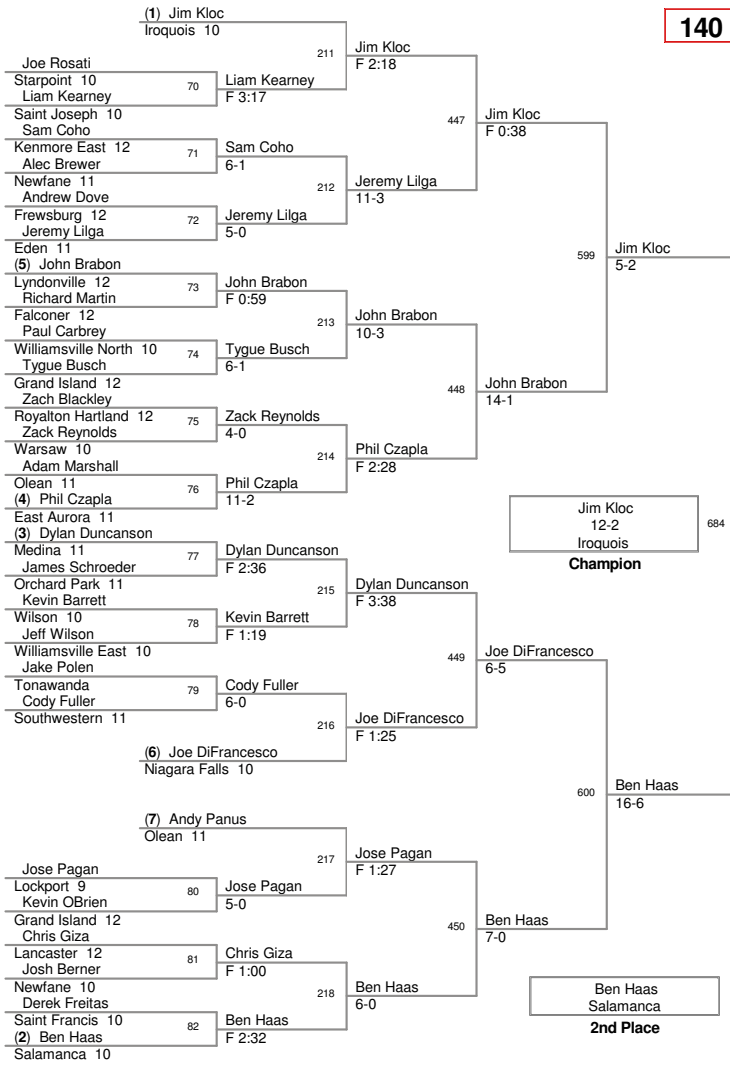 140
(1) Jim Kloc
Iroquois 10
211
Jim Kloc
F 2:18
Joe Rosati
Starpoint 10
70
Liam Kearney
F 3:17
Liam Kearney
Saint Joseph 10
447
Jim Kloc
F 0:38
Sam Coho
Kenmore East 12
71
Sam Coho
6-1
Alec Brewer
Newfane 11
212
Jeremy Lilga
11-3
Andrew Dove
Frewsburg 12
72
Jeremy Lilga
5-0
Jeremy Lilga
Eden 11
599
Jim Kloc
5-2
(5) John Brabon
Lyndonville 12
73
John Brabon
F 0:59
Richard Martin
Falconer 12
213
John Brabon
10-3
Paul Carbrey
Williamsville North 10
74
Tygue Busch
6-1
Tygue Busch
Grand Island 12
448
John Brabon
14-1
Zach Blackley
Royalton Hartland 12
75
Zack Reynolds
4-0
Zack Reynolds
Warsaw 10
214
Phil Czapla
F 2:28
Adam Marshall
Olean 11
76
Phil Czapla
11-2
(4) Phil Czapla
East Aurora 11
Jim Kloc
12-2
Iroquois
684
Champion
(3) Dylan Duncanson
Medina 11
77
Dylan Duncanson
F 2:36
James Schroeder
Orchard Park 11
215
Dylan Duncanson
F 3:38
Kevin Barrett
Wilson 10
78
Kevin Barrett
F 1:19
Jeff Wilson
Williamsville East 10
449
Joe DiFrancesco
6-5
Jake Polen
Tonawanda
79
Cody Fuller
6-0
Cody Fuller
Southwestern 11
216
Joe DiFrancesco
F 1:25
(6) Joe DiFrancesco
Niagara Falls 10
600
Ben Haas
16-6
(7) Andy Panus
Olean 11
217
Jose Pagan
F 1:27
Jose Pagan
Lockport 9
80
Jose Pagan
5-0
Kevin OBrien
Grand Island 12
450
Ben Haas
7-0
Chris Giza
Lancaster 12
81
Chris Giza
F 1:00
Josh Berner
Newfane 10
218
Ben Haas
6-0
Derek Freitas
Saint Francis 10
82
Ben Haas
F 2:32
(2) Ben Haas
Salamanca 10
Ben Haas
Salamanca
2nd Place